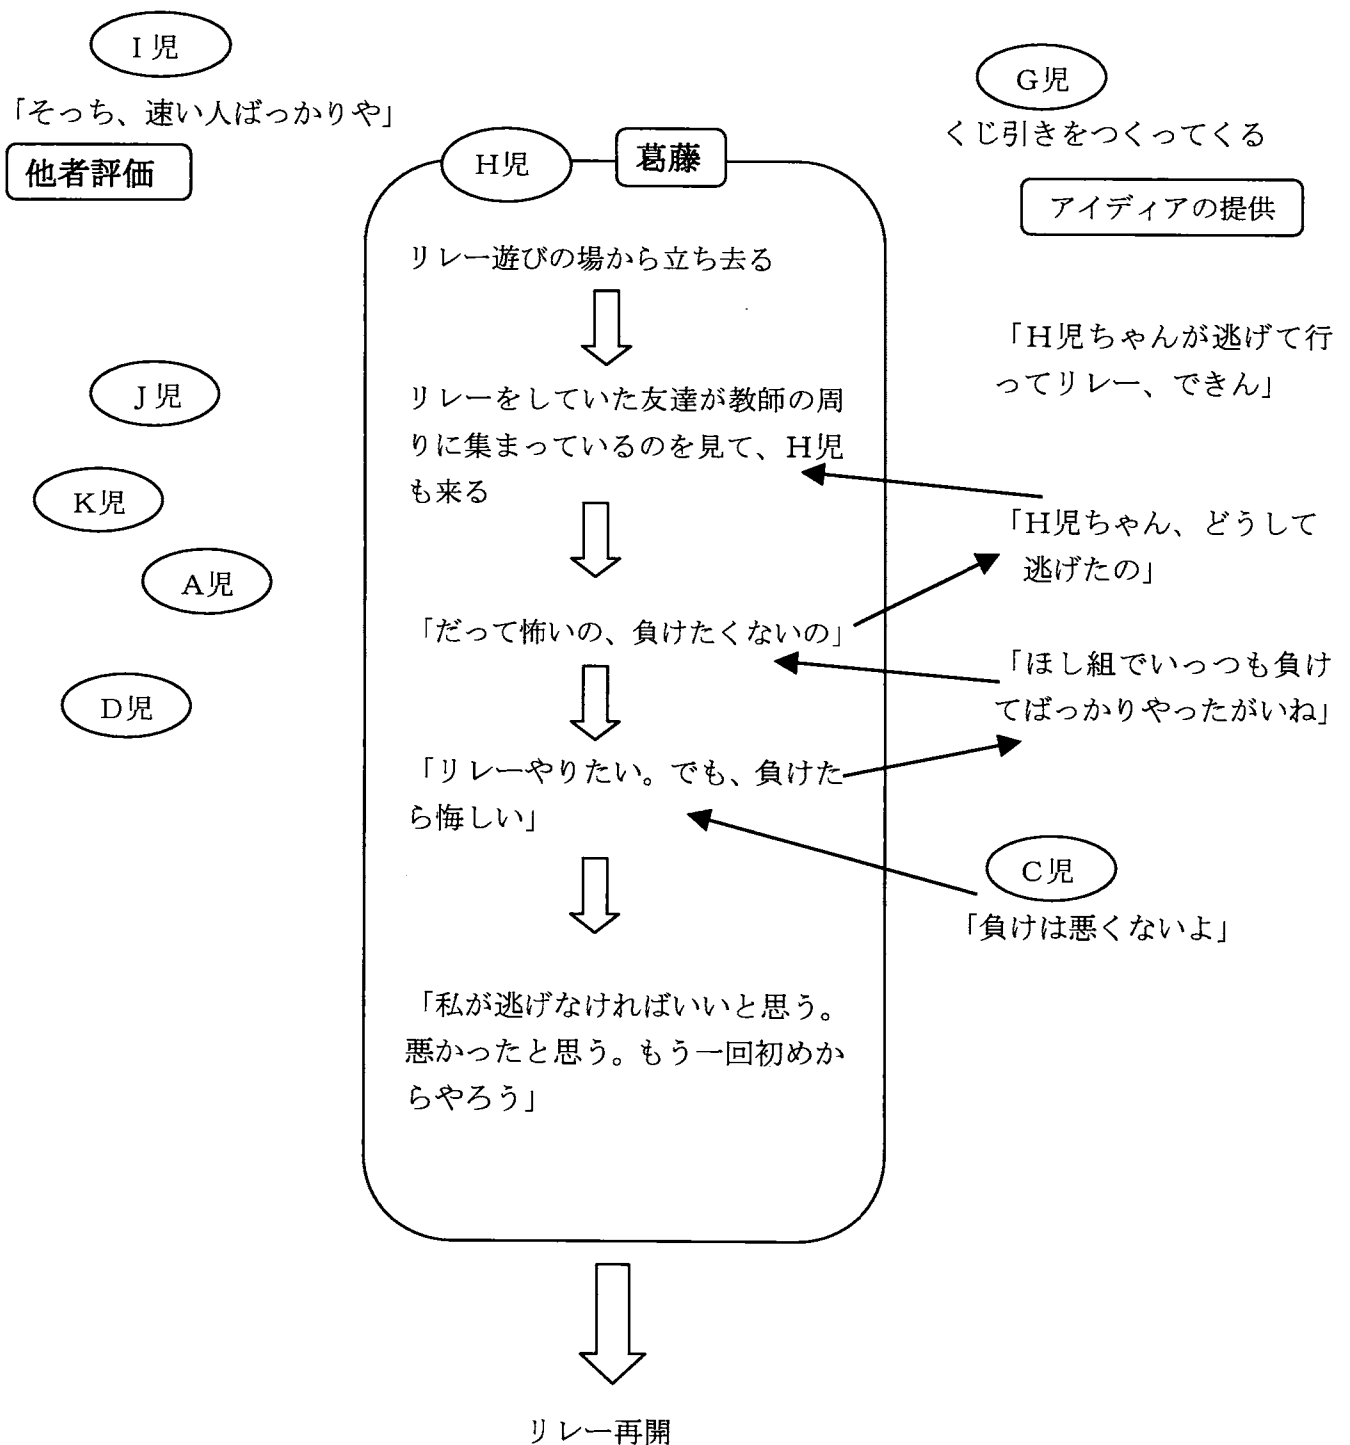 I児
「そっち、速い人ばっかりや」
他者評価
G児
くじ引きをつくってくる
アイディアの提供
H児
葛藤
リレー遊びの場から立ち去る
リレーをしていた友達が教師の周
りに集まっているのを見て、H児
も来る
「だって怖いの、負けたくないの」
「リレーやりたい。でも、負けた
ら悔しい」
「私が逃げなければいいと思う。
悪かったと思う。もう一回初めか
らやろう」
J児
K児
A児
D児
「H児ちゃんが逃げて行
ってリレー、できん」
「H児ちゃん、どうして
逃げたの」
「ほし組でいっつも負け
てばっかりやったがいね」
C児
「負けは悪くないよ」
リレー再開